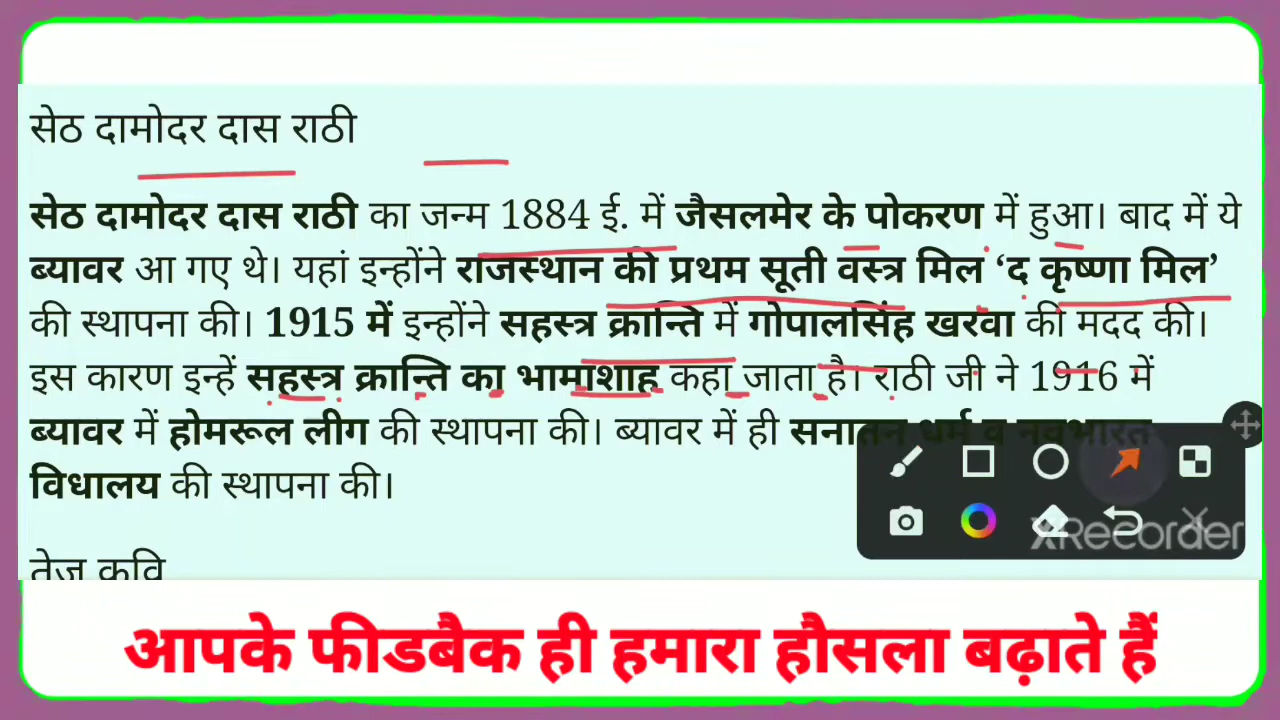 सेठ दामोदर दास राठी
सेठ दामोदर दास राठी का जन्म 1884 ई. में जैसलमेर के पोकरण में हुआ। बाद में ये
ब्यावर आ गए थे। यहां इन्होंने राजस्थान की प्रथम सूती वस्त्र मिल ‘द कृष्णा मिल’
की स्थापना की। 1915 में इन्होंने सहस्त्र क्रान्ति में गोपालसिंह खरवा की मदद की।
इस कारण इन्हें सहस्त्र क्रान्ति का भामाशाह कहा जाता है। राठी जी ने 1916 में
ब्यावर में होमरूल लीग की स्थापना की। ब्यावर में ही सनातन धर्म व नवभारत
विधालय की स्थापना की।
तेज कवि
XRecorder
आपके फीडबैक ही हमारा हौसला बढ़ाते हैं